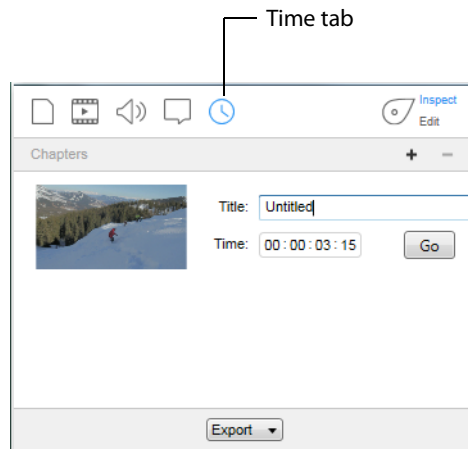 Time tab
Inspect
Edit
Chapters + −
Title: Untitled
Time: 00:00:03:15 Go
Export